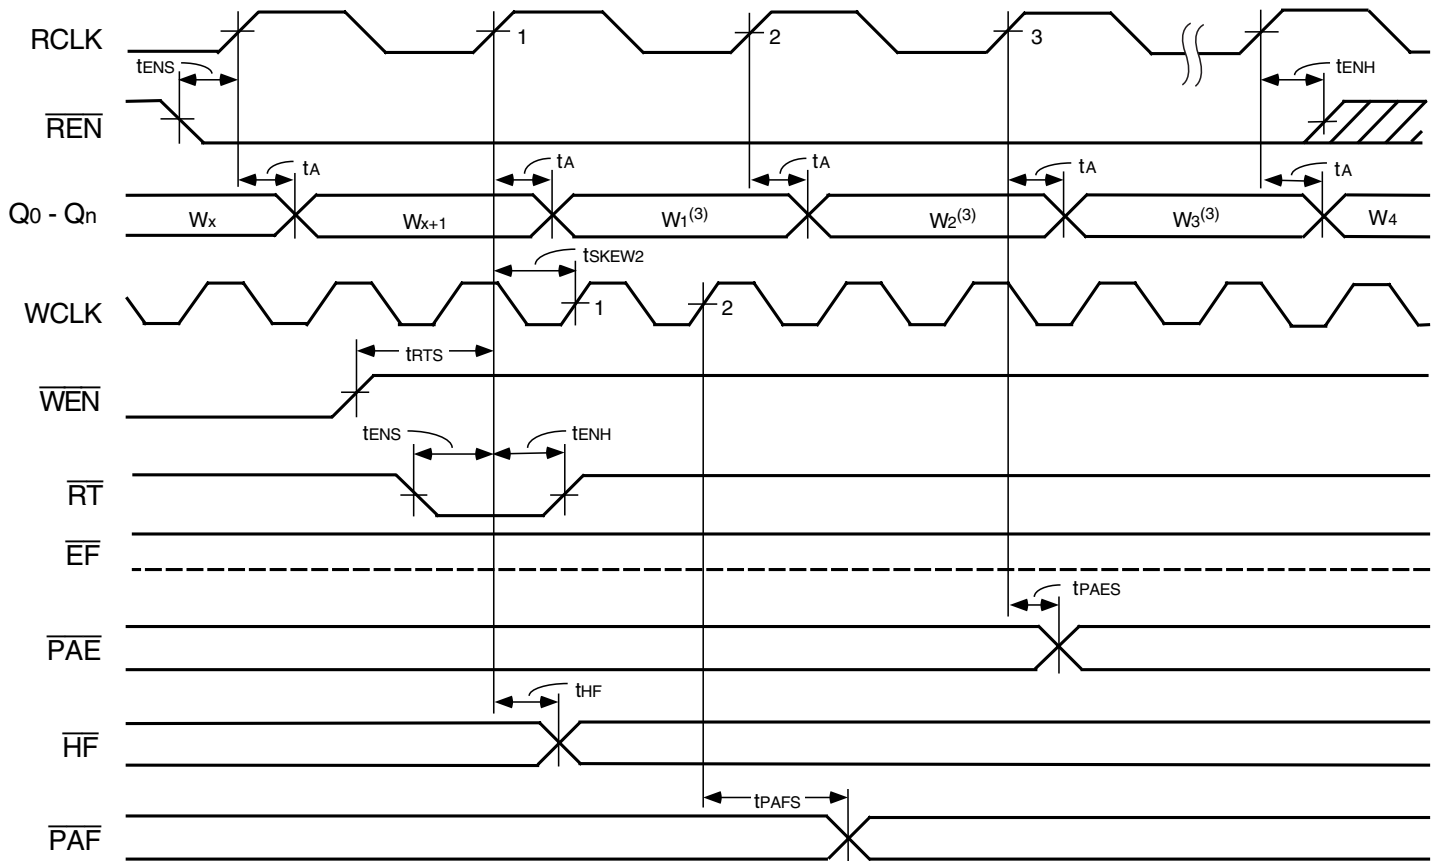 RCLK
1
2
3
tENS
tENH
REN
tA
tA
tA
tA
tA
Q0 - Qn
Wx
Wx+1
W1(3)
W2(3)
W3(3)
W4
tSKEW2
WCLK
1
2
tRTS
WEN
tENS
tENH
RT
EF
tPAES
PAE
tHF
HF
tPAFS
PAF